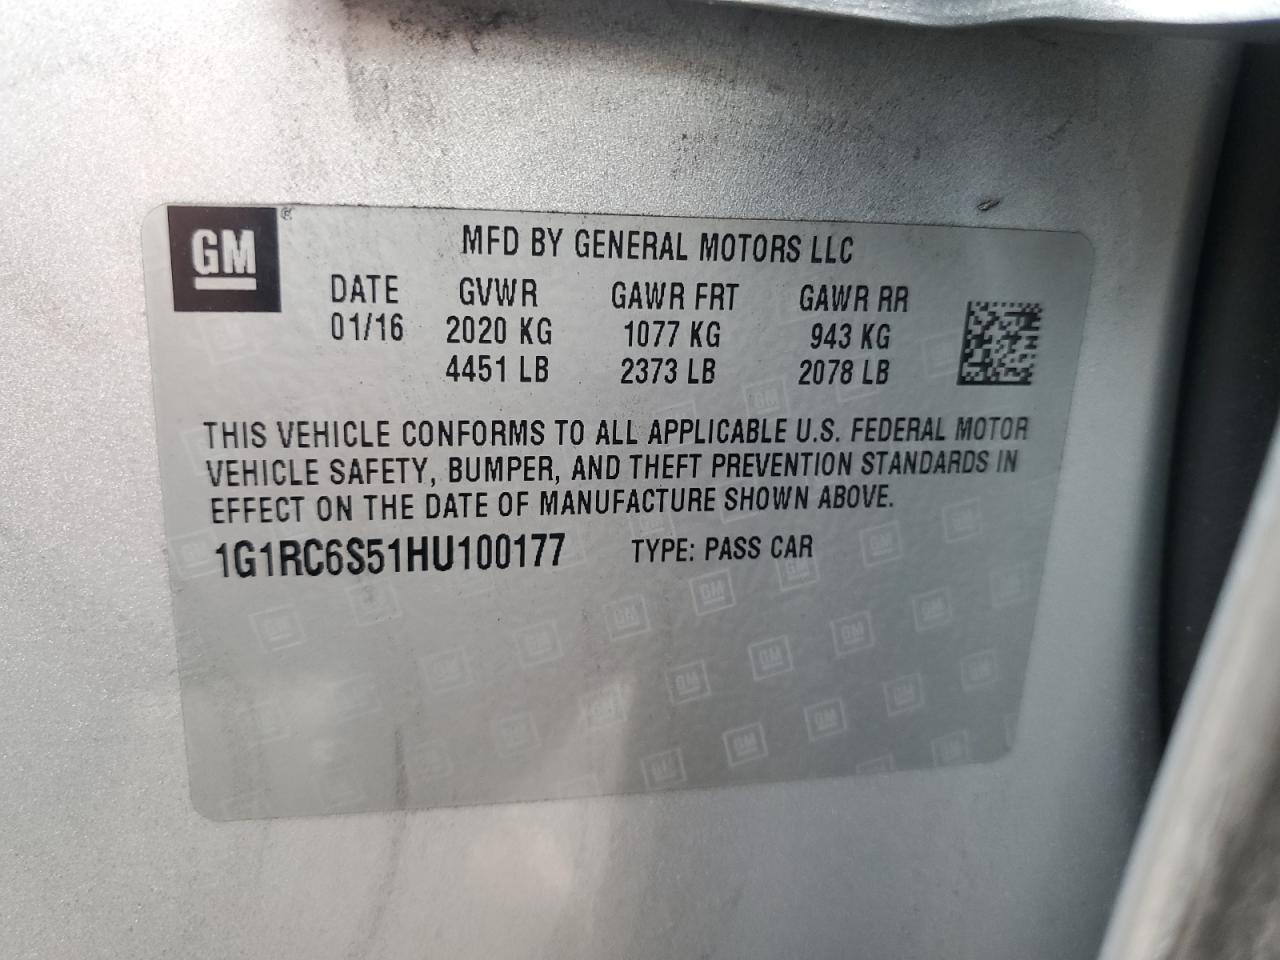 GM ®
MFD BY GENERAL MOTORS LLC
DATE GVWR GAWR FRT GAWR RR
01/16 2020 KG 1077 KG 943 KG
4451 LB 2373 LB 2078 LB
THIS VEHICLE CONFORMS TO ALL APPLICABLE U.S. FEDERAL MOTOR
VEHICLE SAFETY, BUMPER, AND THEFT PREVENTION STANDARDS IN
EFFECT ON THE DATE OF MANUFACTURE SHOWN ABOVE.
1G1RC6S51HU100177 TYPE: PASS CAR